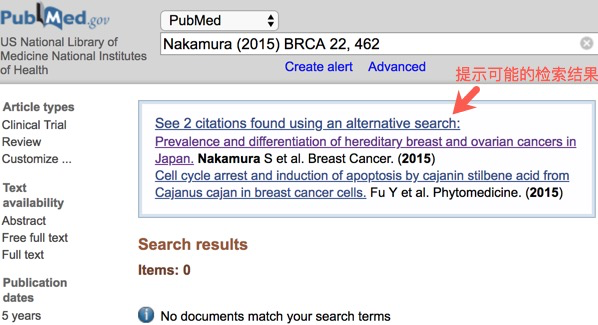 PubMed.gov
US National Library of
Medicine National Institutes
of Health
PubMed
Nakamura (2015) BRCA 22, 462
Create alert Advanced
提示可能的检索结果
Article types
Clinical Trial
Review
Customize ...
Text
availability
Abstract
Free full text
Full text
Publication
dates
5 years
See 2 citations found using an alternative search:
Prevalence and differentiation of hereditary breast and ovarian cancers in
Japan. Nakamura S et al. Breast Cancer. (2015)
Cell cycle arrest and induction of apoptosis by cajanin stilbene acid from
Cajanus cajan in breast cancer cells. Fu Y et al. Phytomedicine. (2015)
Search results
Items: 0
No documents match your search terms